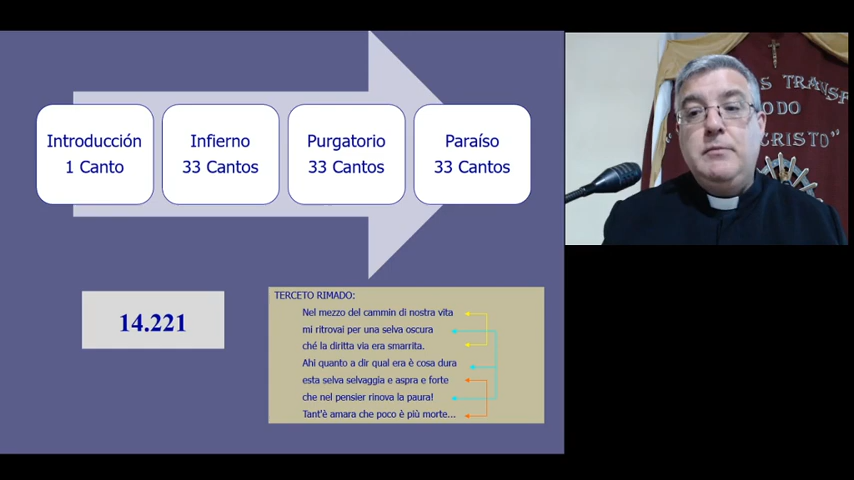 Introducción
1 Canto
Infierno
33 Cantos
Purgatorio
33 Cantos
Paraíso
33 Cantos
14.221
TERCETO RIMADO:
Nel mezzo del cammin di nostra vita
mi ritrovai per una selva oscura
ché la diritta via era smarrita.
Ahi quanto a dir qual era è cosa dura
esta selva selvaggia e aspra e forte
che nel pensier rinova la paura!
Tant'è amara che poco è più morte...
S TRANSF
ODO
CRISTO"